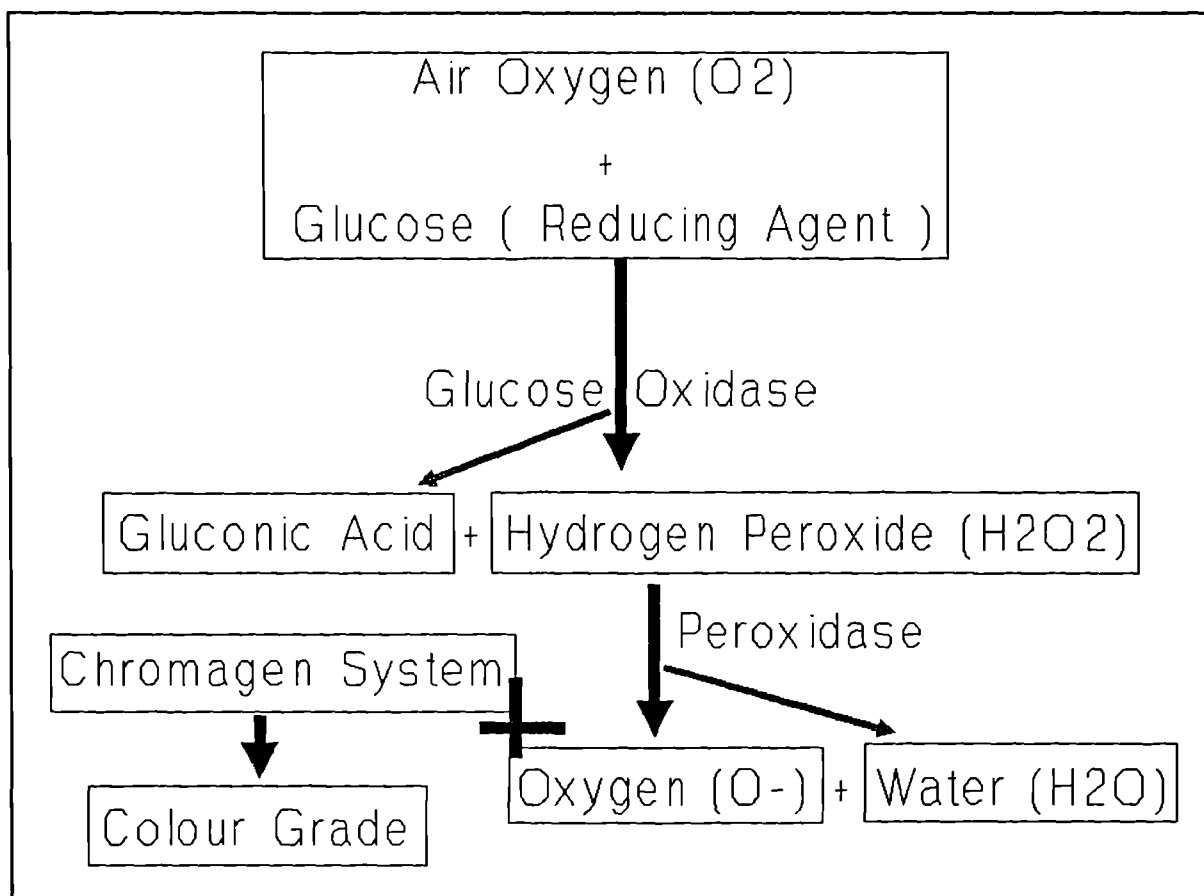 Air Oxygen (O2)
+
Glucose ( Reducing Agent )
Glucose Oxidase
Gluconic Acid + Hydrogen Peroxide (H2O2)
Peroxidase
Chromagen System
+
Oxygen (O-) + Water (H2O)
Colour Grade